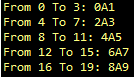 From 0 To 3: 0A1
From 4 To 7: 2A3
From 8 To 11: 4A5
From 12 To 15: 6A7
From 16 To 19: 8A9